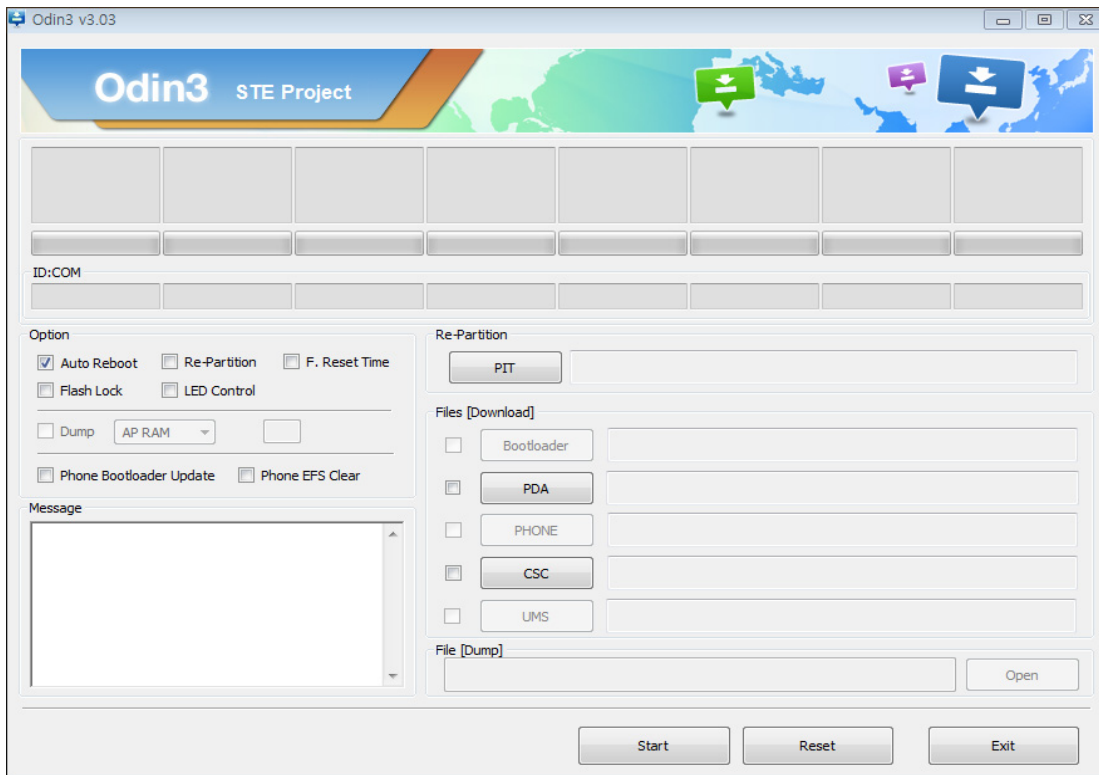 Odin3 v3.03
Odin3 STE Project
ID:COM
Option
Auto Reboot Re-Partition F. Reset Time
Flash Lock LED Control
Dump AP RAM
Phone Bootloader Update Phone EFS Clear
Message
Re-Partition
PIT
Files [Download]
Bootloader
PDA
PHONE
CSC
UMS
File [Dump]
Open
Start Reset Exit